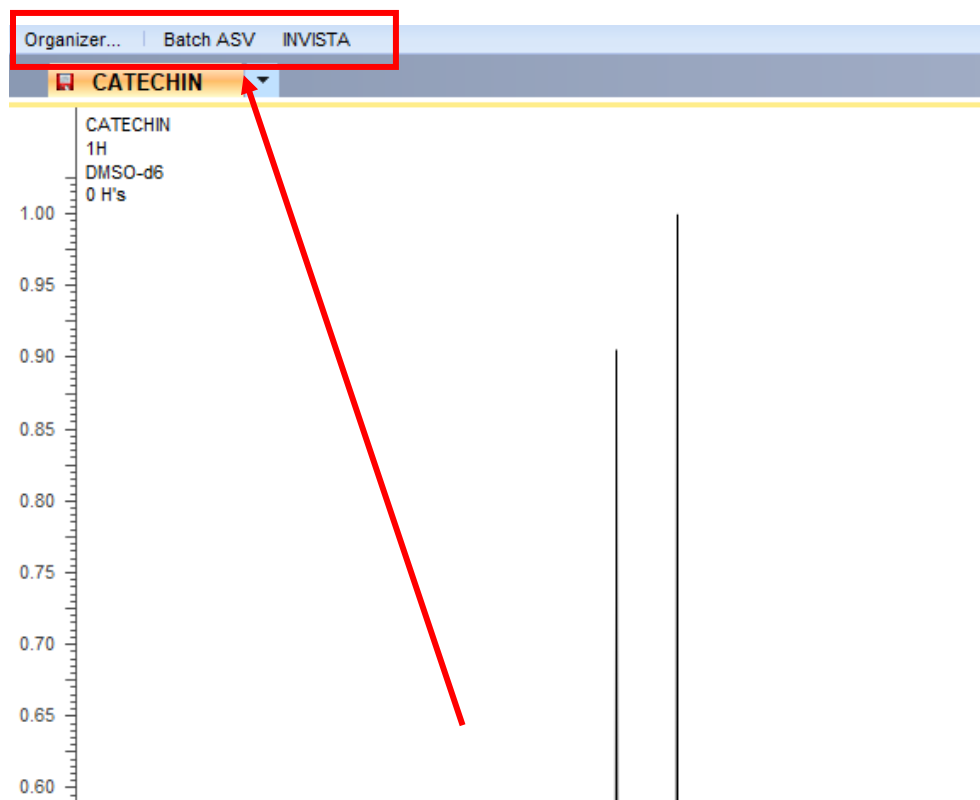 Organizer... Batch ASV INVISTA
CATECHIN
CATECHIN
1H
DMSO-d6
0 H's
1.00
0.95
0.90
0.85
0.80
0.75
0.70
0.65
0.60